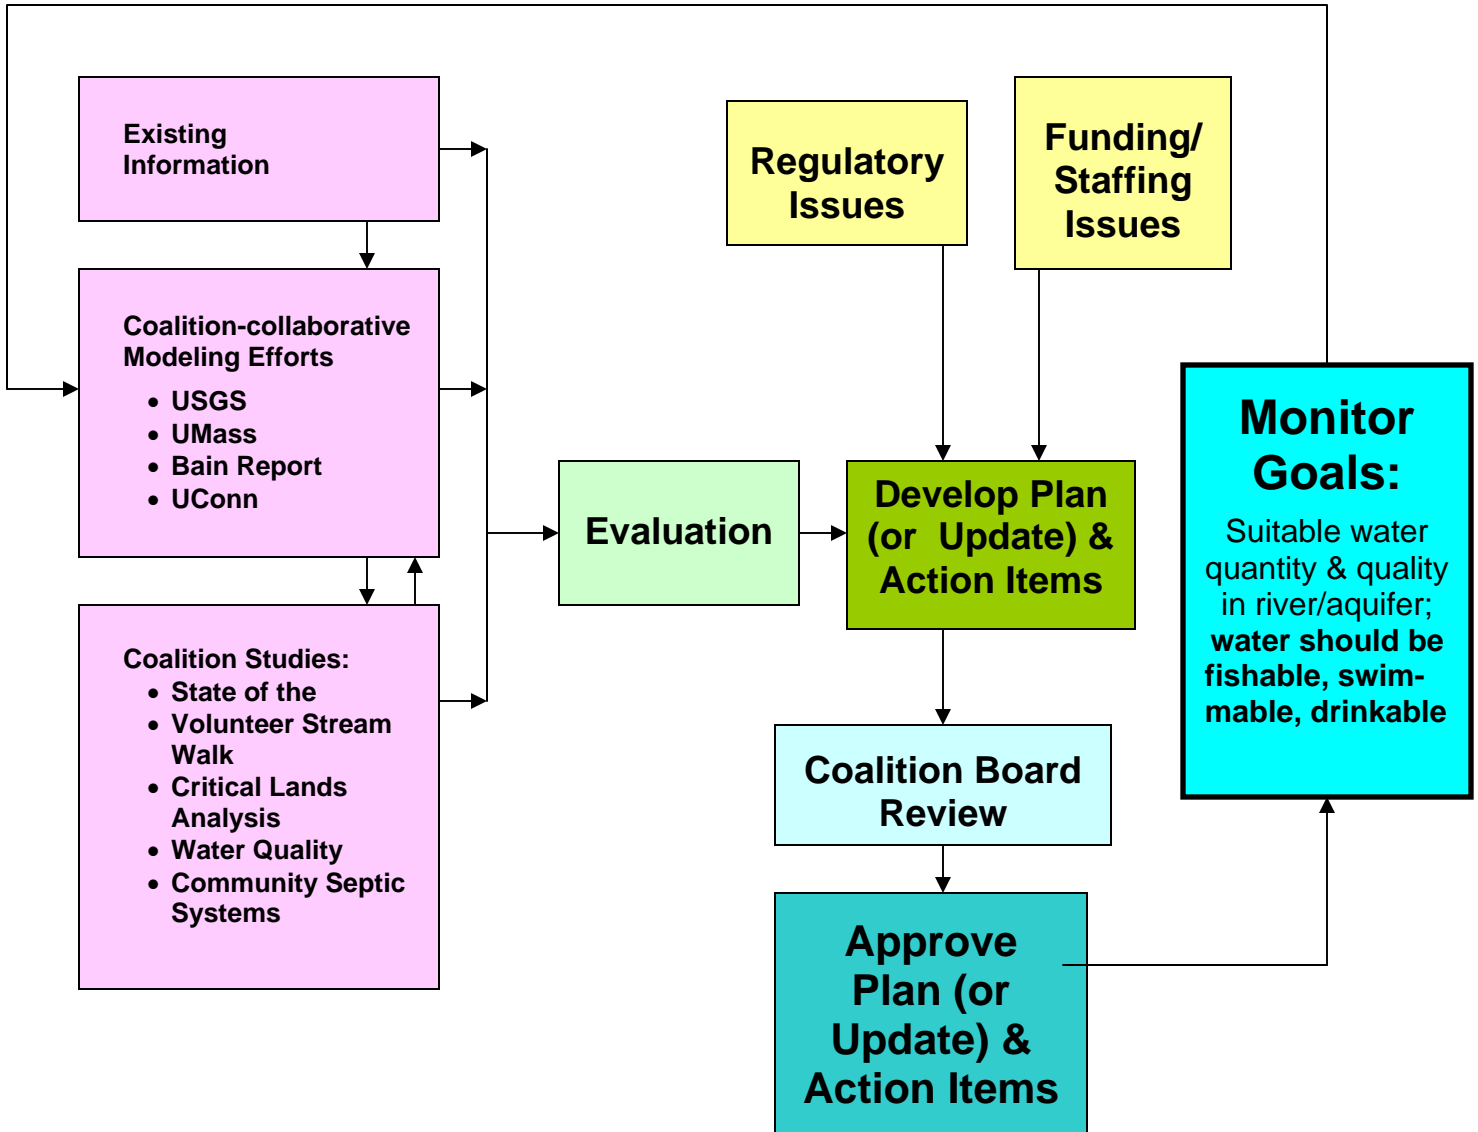 Existing
Information
Coalition-collaborative
Modeling Efforts
• USGS
• UMass
• Bain Report
• UConn
Coalition Studies:
• State of the
• Volunteer Stream
Walk
• Critical Lands
Analysis
• Water Quality
• Community Septic
Systems
Evaluation
Regulatory
Issues
Funding/
Staffing
Issues
Develop Plan
(or Update) &
Action Items
Coalition Board
Review
Approve
Plan (or
Update) &
Action Items
Monitor
Goals:
Suitable water
quantity & quality
in river/aquifer;
water should be
fishable, swim-
mable, drinkable